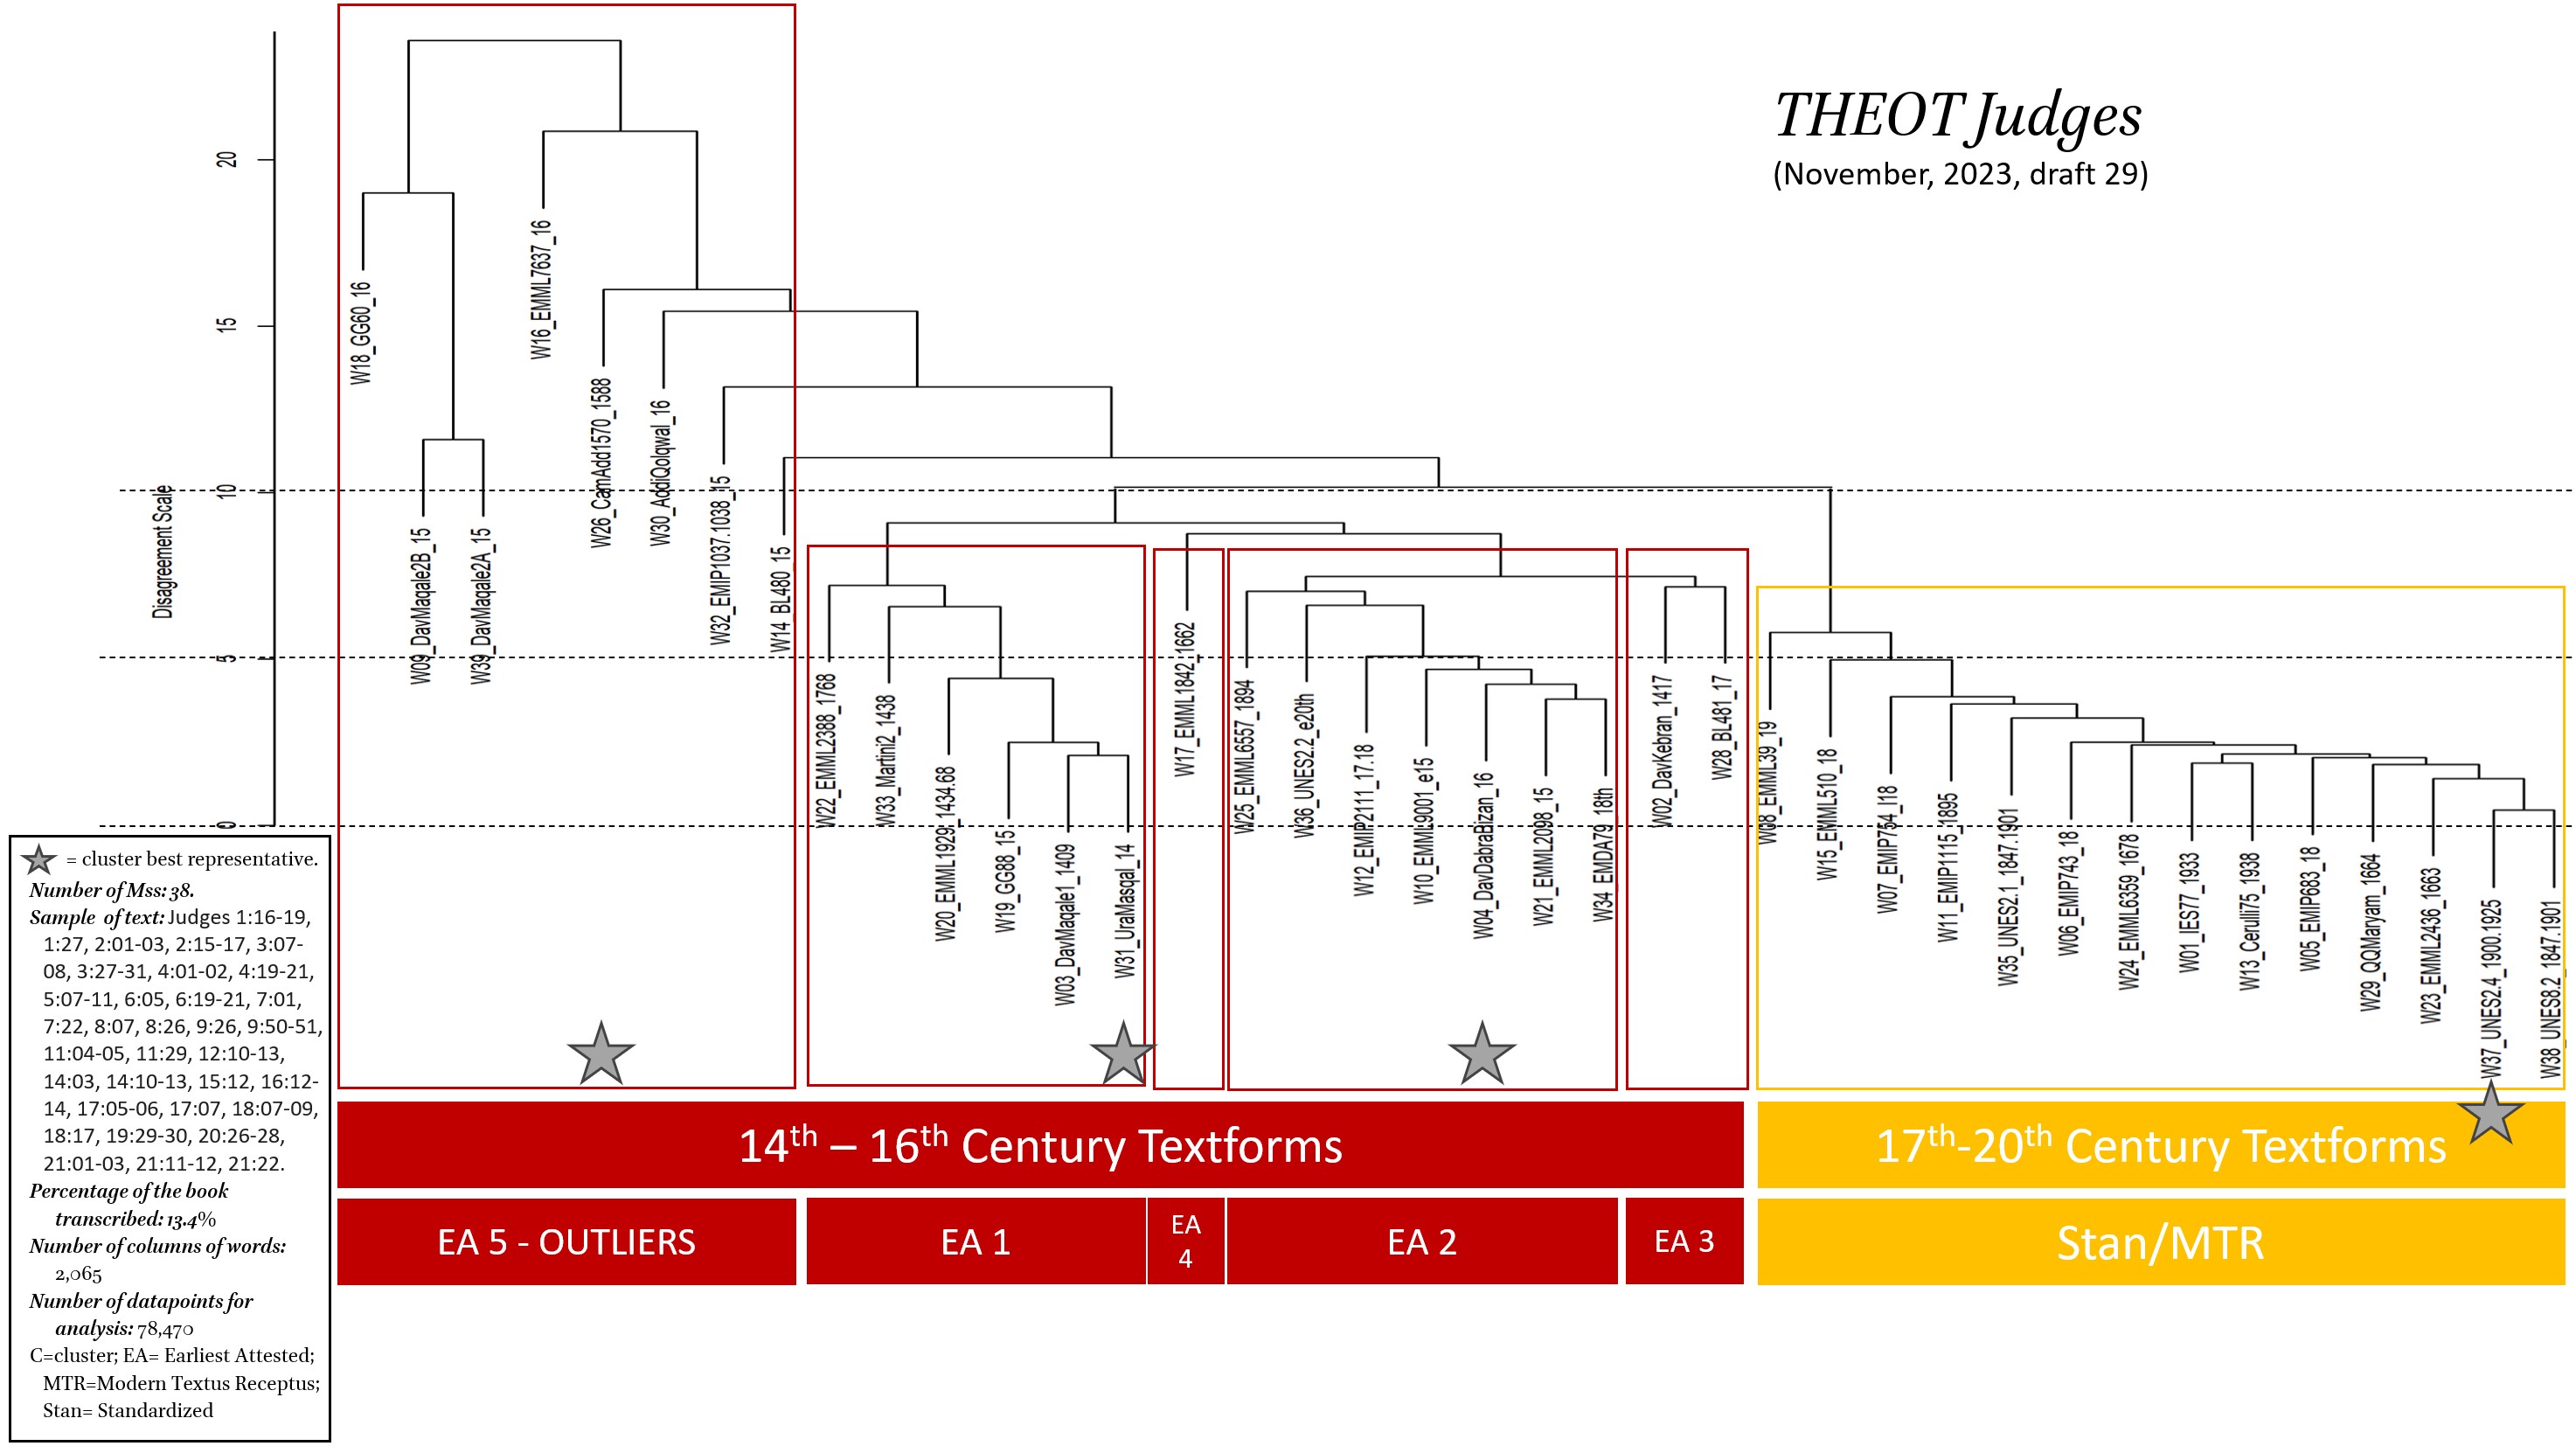 THEOT Judges
(November, 2023, draft 29)
20
15
10
5
0
Disagreement Scale
W18_GG60_16
W09_DavMaqale2B_15
W39_DavMaqale2A_15
W16_EMML7637_16
W26_CamAdd1570_1588
W30_AddiQolqwal_16
W32_EMIP1037.1038_15
W14_BL480_15
W22_EMML2388_1768
W33_Martini2_1438
W20_EMML1929_1434.68
W19_GG88_15
W03_DavMaqale1_1409
W31_UraMasqal_14
W17_EMML1842_1662
W25_EMML6557_1894
W36_UNES2.2_e20th
W12_EMIP2111_17.18
W10_EMML9001_e15
W04_DavDabraBizan_16
W21_EMML2098_15
W34_EMDA79_18th
W02_DavKebran_1417
W28_BL481_17
W08_EMML39_19
W15_EMML510_18
W07_EMIP754_l18
W11_EMIP1115_1895
W35_UNES2.1_1847.1901
W06_EMIP743_18
W24_EMML6359_1678
W01_IES77_1933
W13_Cerulli75_1938
W05_EMIP683_18
W29_QQMaryam_1664
W23_EMML2436_1663
W37_UNES2.4_1900.1925
W38_UNES8.2_1847.1901
= cluster best representative.
Number of Mss: 38.
Sample of text: Judges 1:16-19,
1:27, 2:01-03, 2:15-17, 3:07-
08, 3:27-31, 4:01-02, 4:19-21,
5:07-11, 6:05, 6:19-21, 7:01,
7:22, 8:07, 8:26, 9:26, 9:50-51,
11:04-05, 11:29, 12:10-13,
14:03, 14:10-13, 15:12, 16:12-
14, 17:05-06, 17:07, 18:07-09,
18:17, 19:29-30, 20:26-28,
21:01-03, 21:11-12, 21:22.
Percentage of the book
transcribed: 13.4%
Number of columns of words:
2,065
Number of datapoints for
analysis: 78,470
C=cluster; EA= Earliest Attested;
MTR=Modern Textus Receptus;
Stan= Standardized
14th – 16th Century Textforms
17th-20th Century Textforms
EA 5 - OUTLIERS
EA 1
EA
4
EA 2
EA 3
Stan/MTR